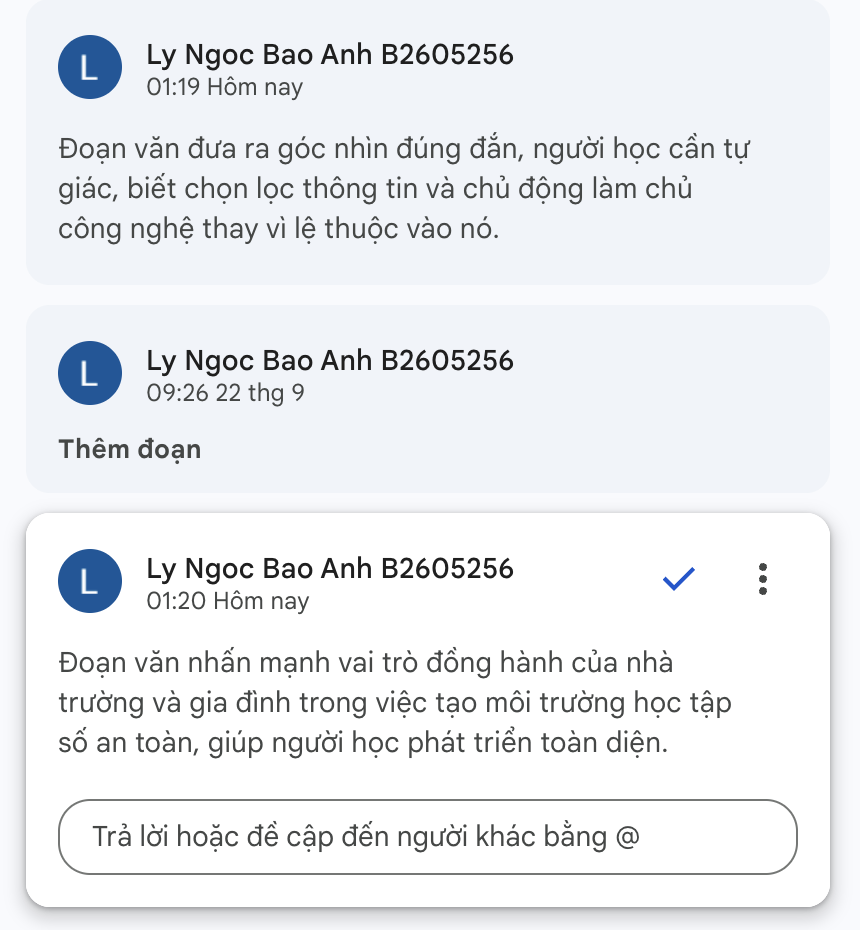 L
Ly Ngoc Bao Anh B2605256
01:19 Hôm nay
Đoạn văn đưa ra góc nhìn đúng đắn, người học cần tự
giác, biết chọn lọc thông tin và chủ động làm chủ
công nghệ thay vì lệ thuộc vào nó.
L
Ly Ngoc Bao Anh B2605256
09:26 22 thg 9
Thêm đoạn
L
Ly Ngoc Bao Anh B2605256
01:20 Hôm nay
Đoạn văn nhấn mạnh vai trò đồng hành của nhà
trường và gia đình trong việc tạo môi trường học tập
số an toàn, giúp người học phát triển toàn diện.
Trả lời hoặc đề cập đến người khác bằng @